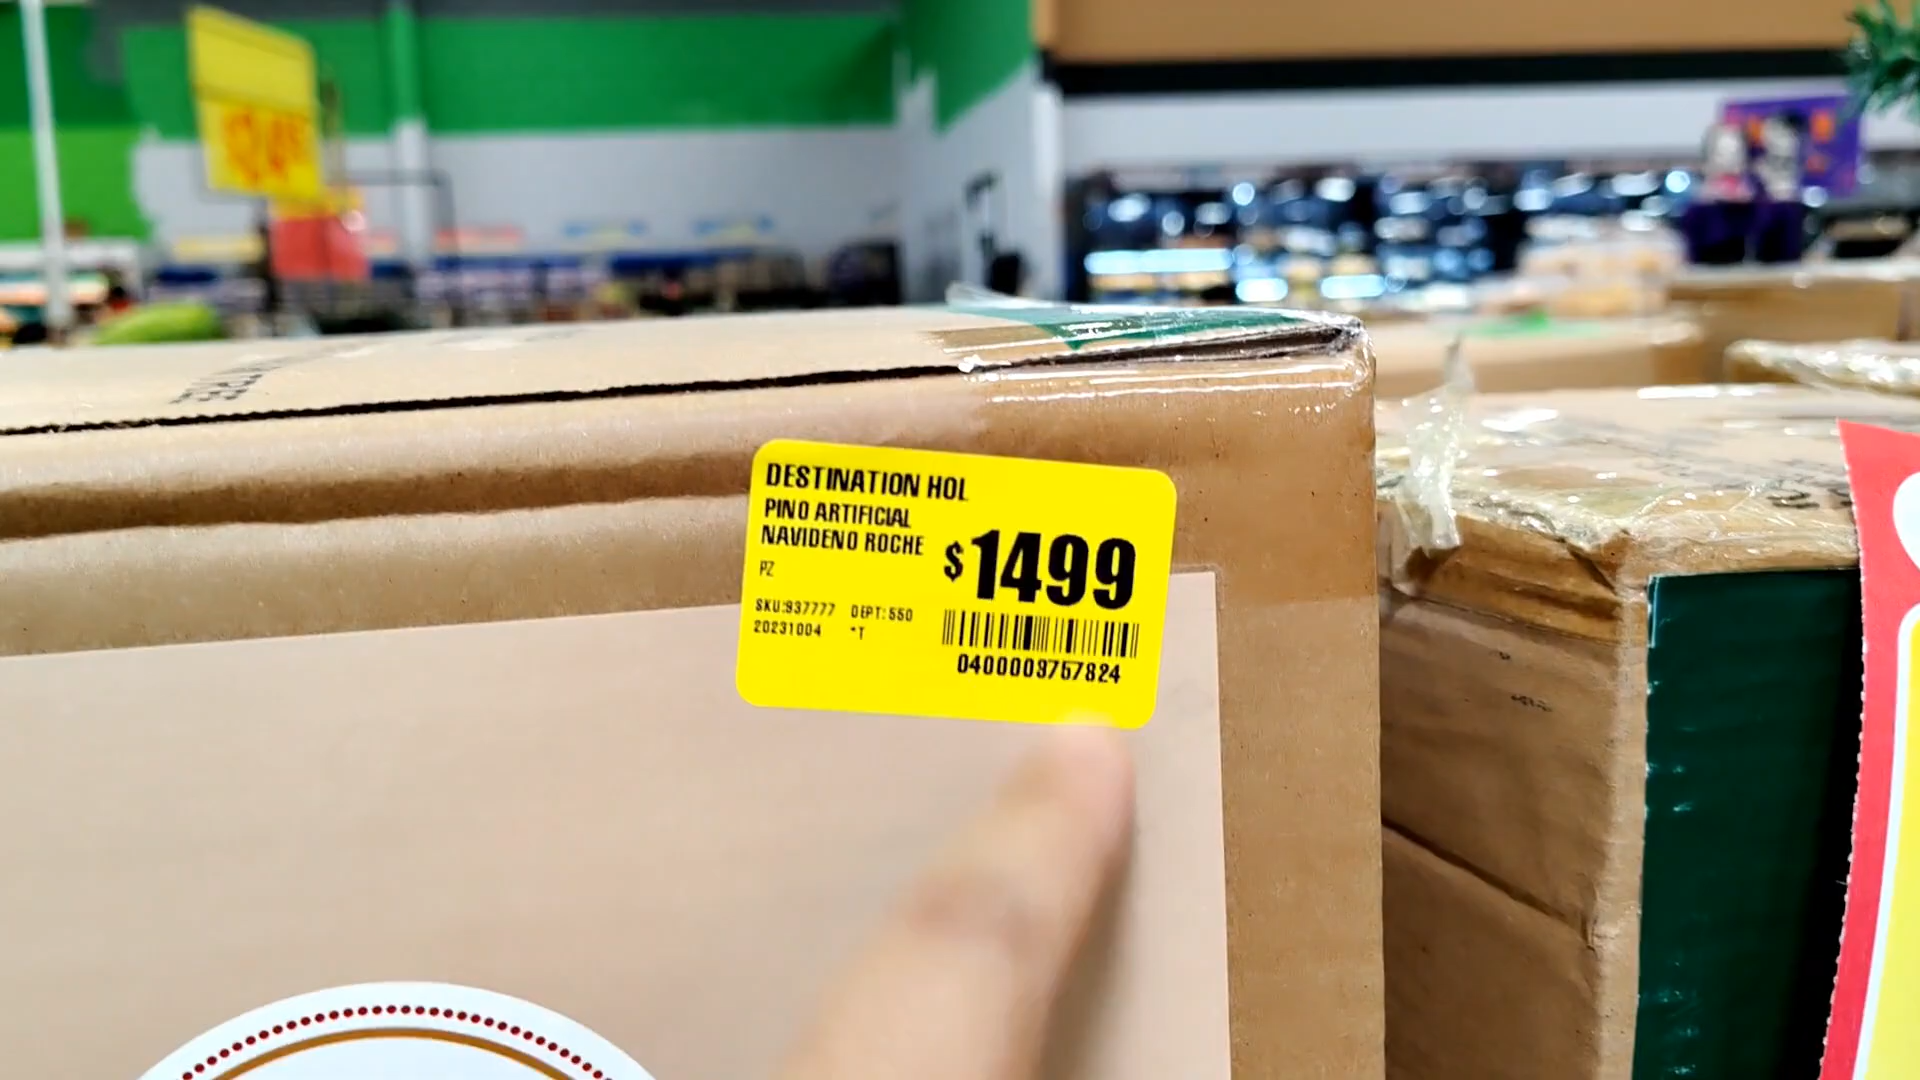 DESTINATION HOL
PINO ARTIFICIAL
NAVIDENO ROCHE
$1499
PZ
SKU:937777 DEPT:550
20231004 *T
0400009757824